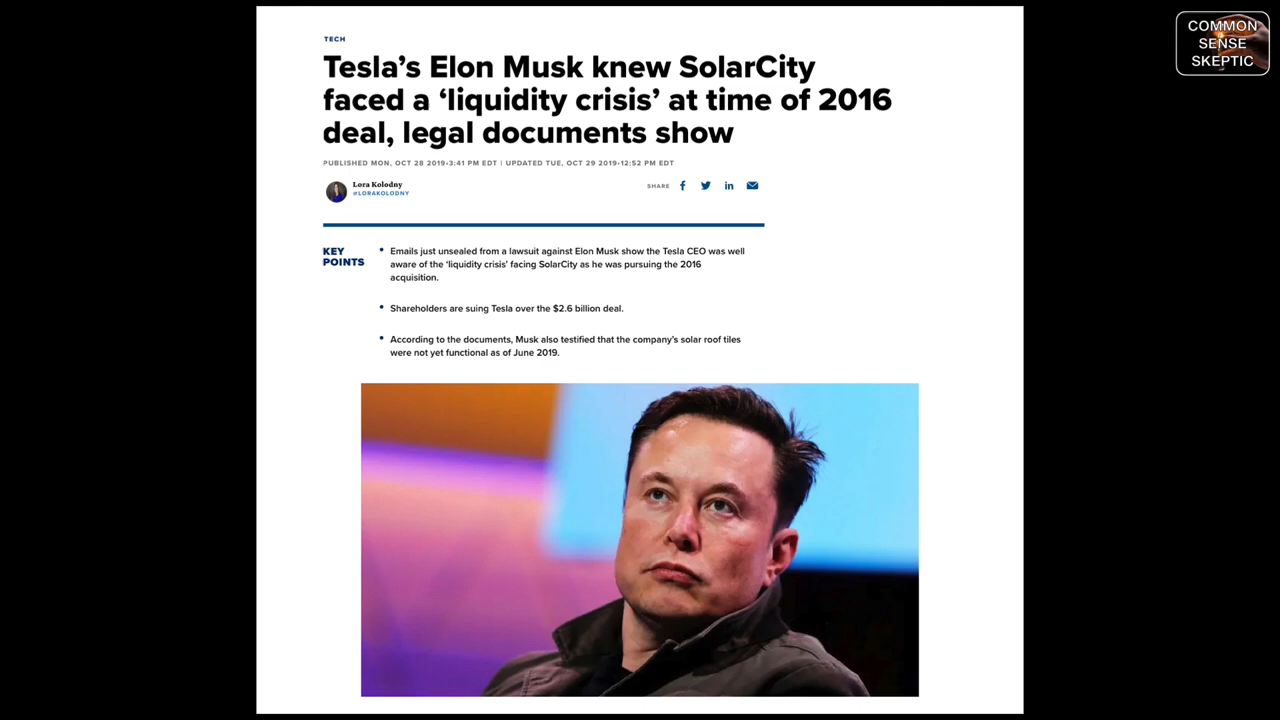 COMMON
SENSE
SKEPTIC
TECH
Tesla’s Elon Musk knew SolarCity
faced a ‘liquidity crisis’ at time of 2016
deal, legal documents show
PUBLISHED MON, OCT 28 2019•3:41 PM EDT | UPDATED TUE, OCT 29 2019•12:52 PM EDT
Lora Kolodny
@LORAKOLODNY
SHARE
KEY
POINTS
• Emails just unsealed from a lawsuit against Elon Musk show the Tesla CEO was well
aware of the ‘liquidity crisis’ facing SolarCity as he was pursuing the 2016
acquisition.
• Shareholders are suing Tesla over the $2.6 billion deal.
• According to the documents, Musk also testified that the company’s solar roof tiles
were not yet functional as of June 2019.